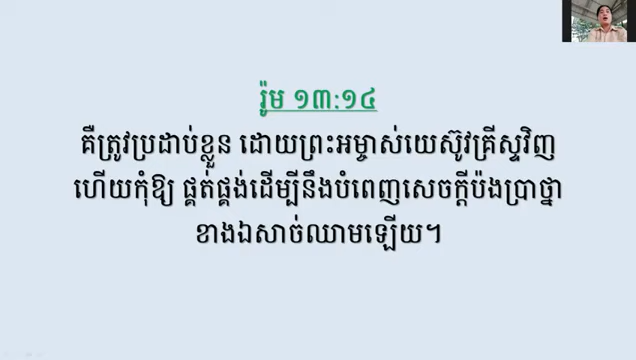 រ៉ូម ១៣:១៤
គឺត្រូវប្រដាប់ខ្លួន ដោយព្រះអម្ចាស់យេស៊ូវគ្រីស្ទវិញ
ហើយកុំឱ្យ ផ្គត់ផ្គង់ដើម្បីនឹងបំពេញសេចក្ដីប៉ងប្រាថ្នា
ខាងឯសាច់ឈាមឡើយ។